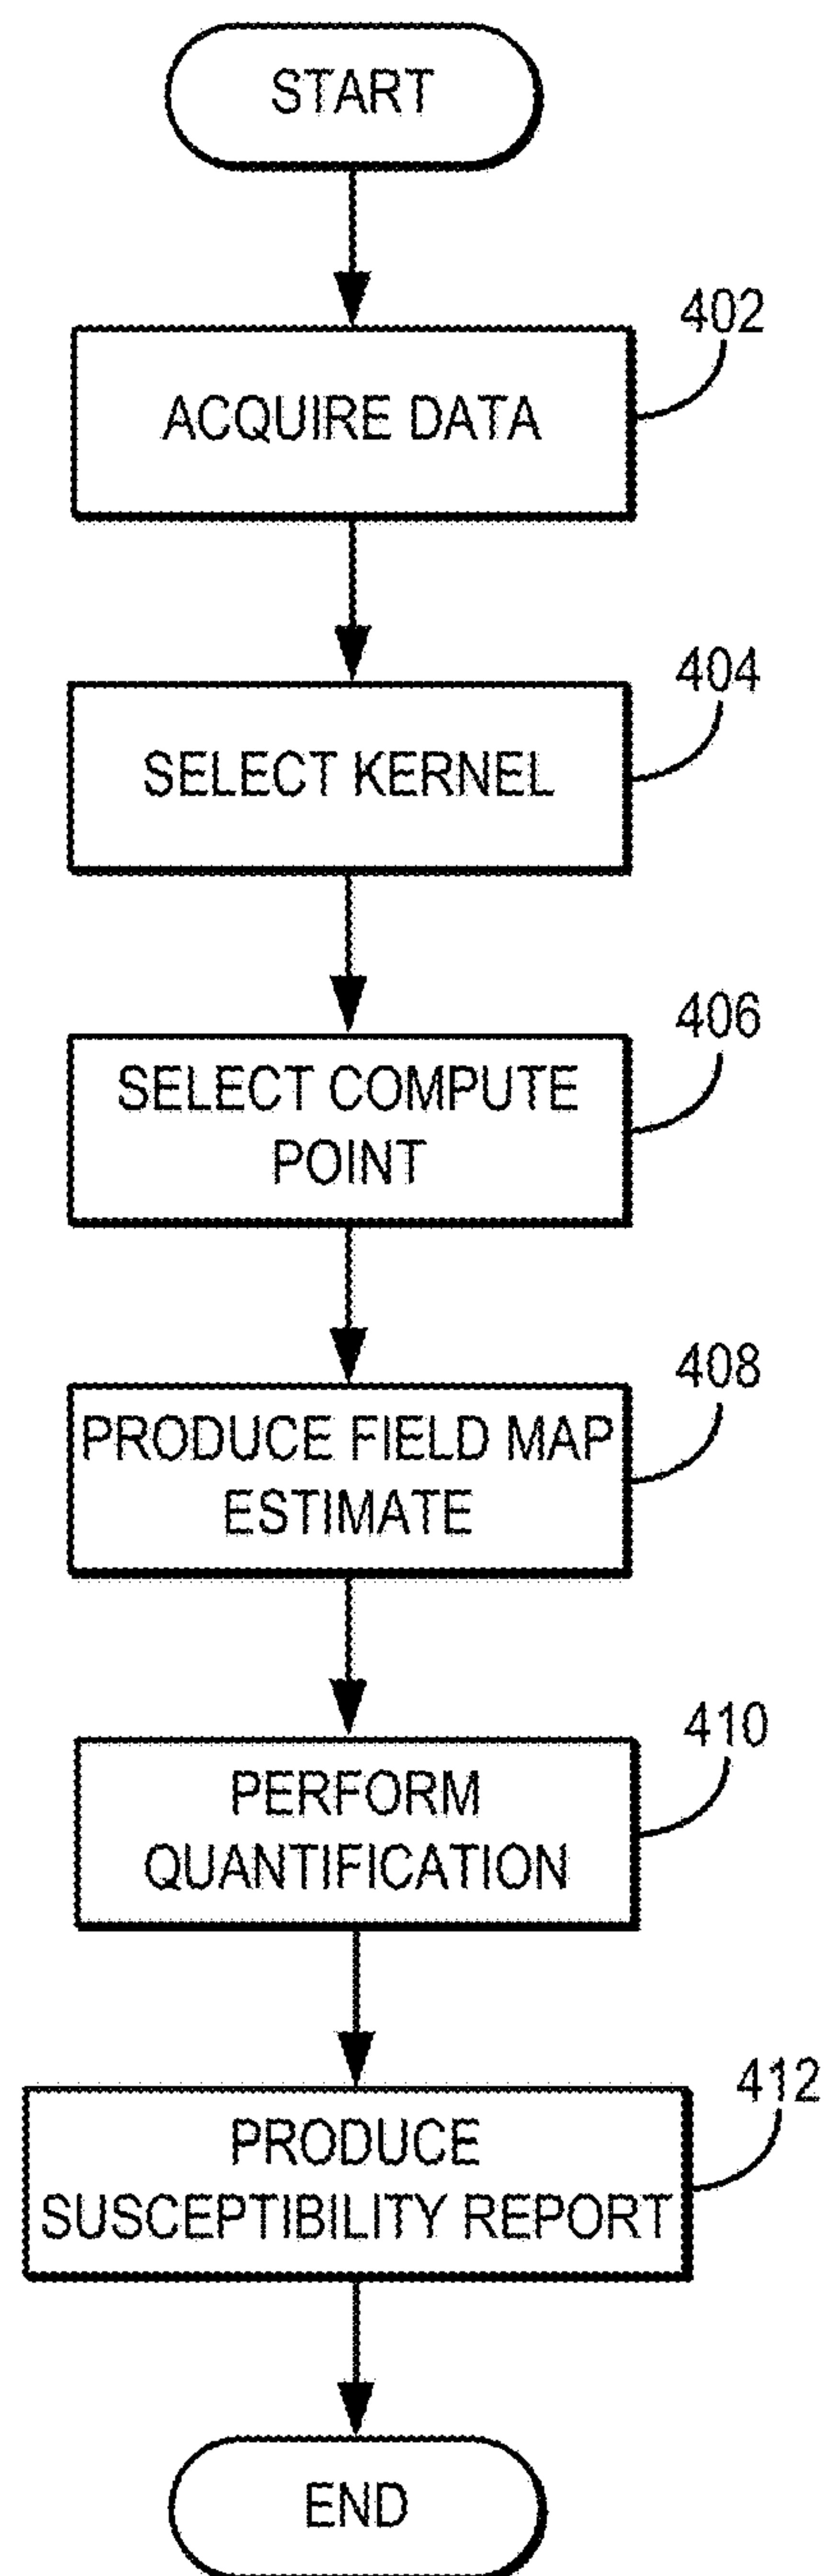 START
402
ACQUIRE DATA
404
SELECT KERNEL
406
SELECT COMPUTE
POINT
408
PRODUCE FIELD MAP
ESTIMATE
410
PERFORM
QUANTIFICATION
412
PRODUCE
SUSCEPTIBILITY REPORT
END